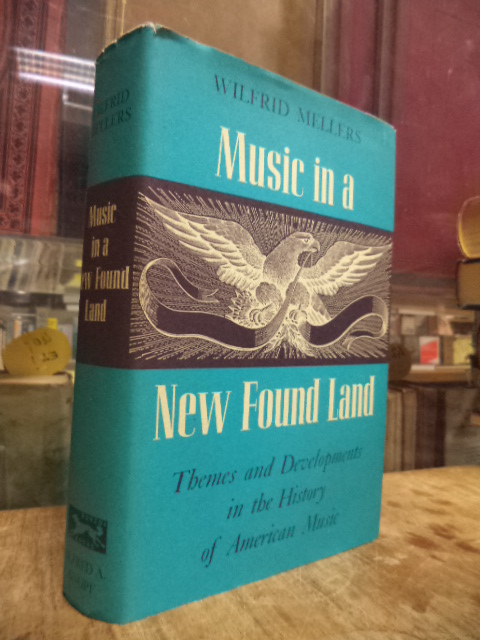 WILFRID MELLERS
Music in a
New Found Land
Themes and Developments
in the History
of American Music
MELLERS
Music
in a
Found
Land